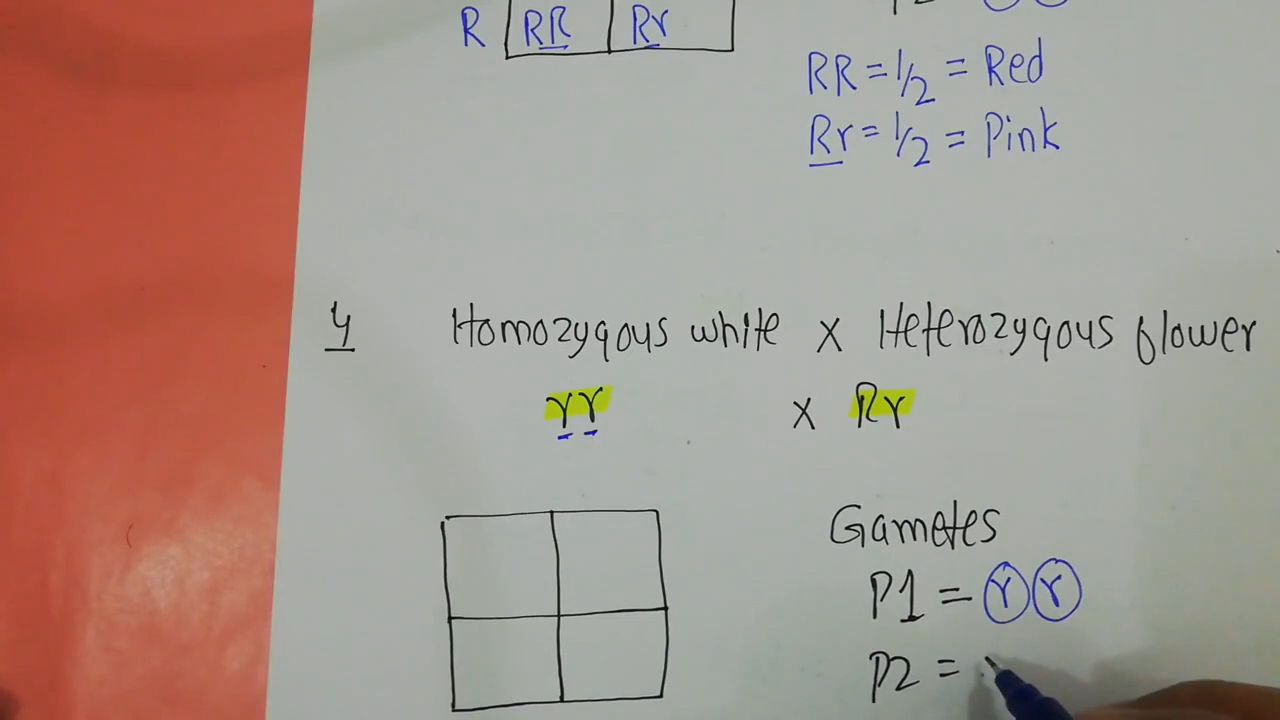 R RR Rr
RR = 1/2 = Red
Rr = 1/2 = Pink
4 Homozygous white X Heterozygous flower
rr X Rr
Gametes
P1 = r r
P2 =